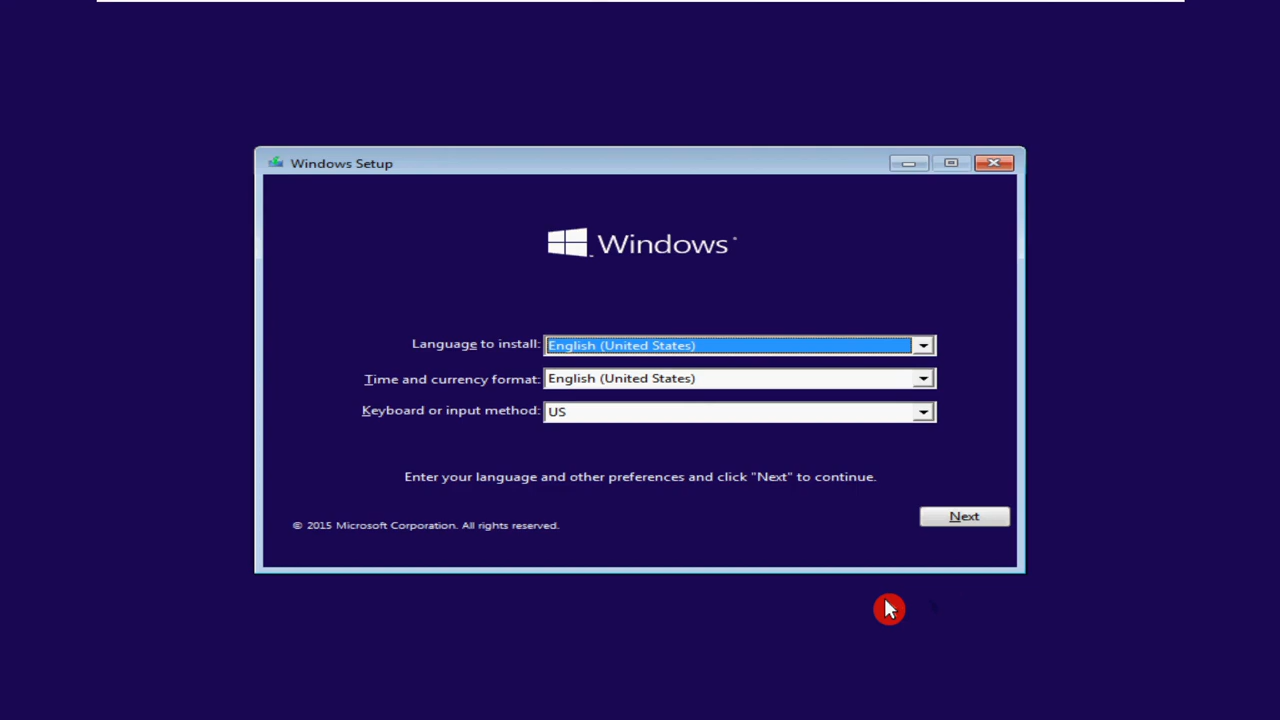 Windows Setup
Windows
Language to install: English (United States)
Time and currency format: English (United States)
Keyboard or input method: US
Enter your language and other preferences and click "Next" to continue.
Next
© 2015 Microsoft Corporation. All rights reserved.